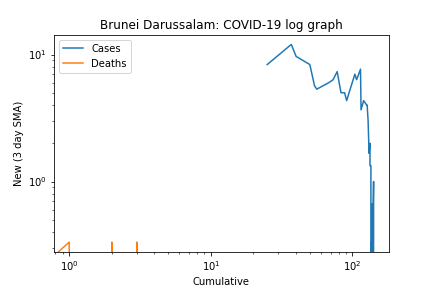 Brunei Darussalam: COVID-19 log graph
Cases
Deaths
New (3 day SMA)
10¹
10⁰
10⁰
10¹
10²
Cumulative